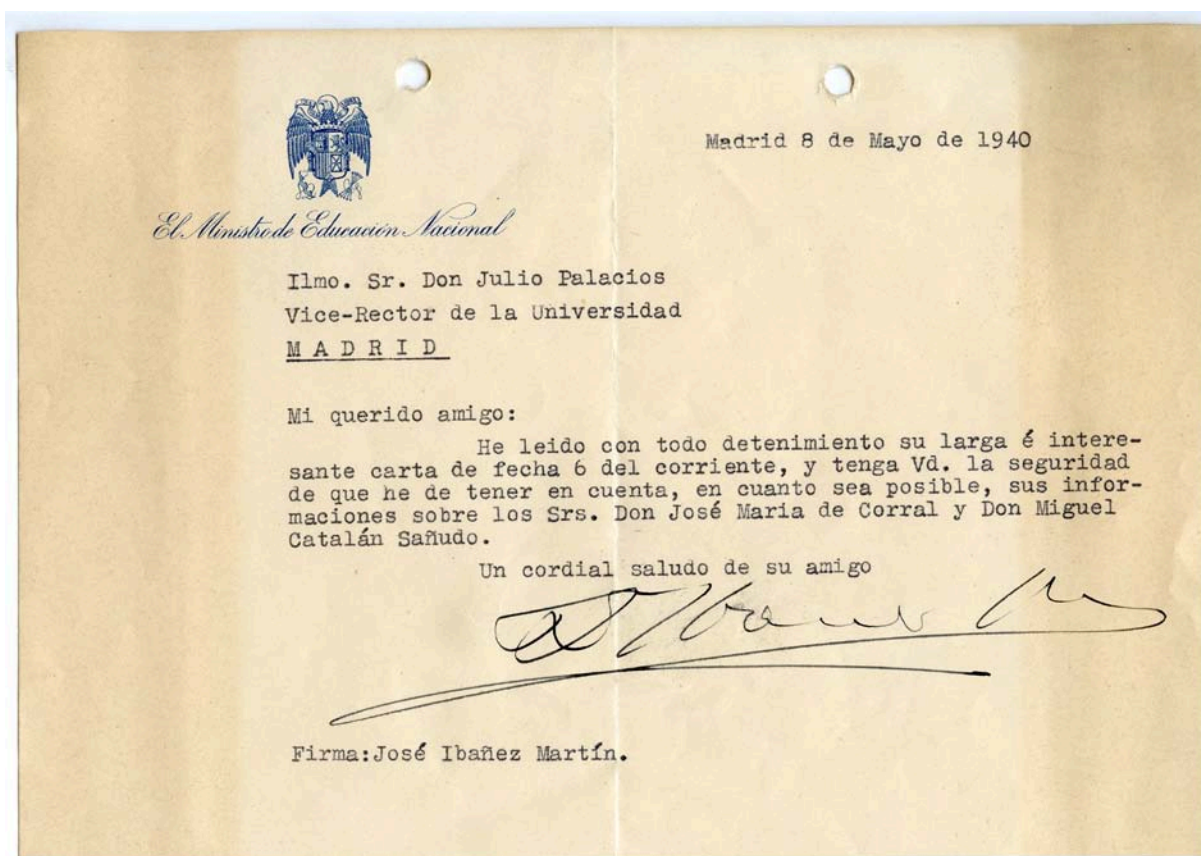 Madrid 8 de Mayo de 1940
El Ministro de Educación Nacional
Ilmo. Sr. Don Julio Palacios
Vice-Rector de la Universidad
M A D R I D
Mi querido amigo:
He leido con todo detenimiento su larga é intere-
sante carta de fecha 6 del corriente, y tenga Vd. la seguridad
de que he de tener en cuenta, en cuanto sea posible, sus infor-
maciones sobre los Srs. Don José Maria de Corral y Don Miguel
Catalán Sañudo.
Un cordial saludo de su amigo
Firma:José Ibañez Martín.